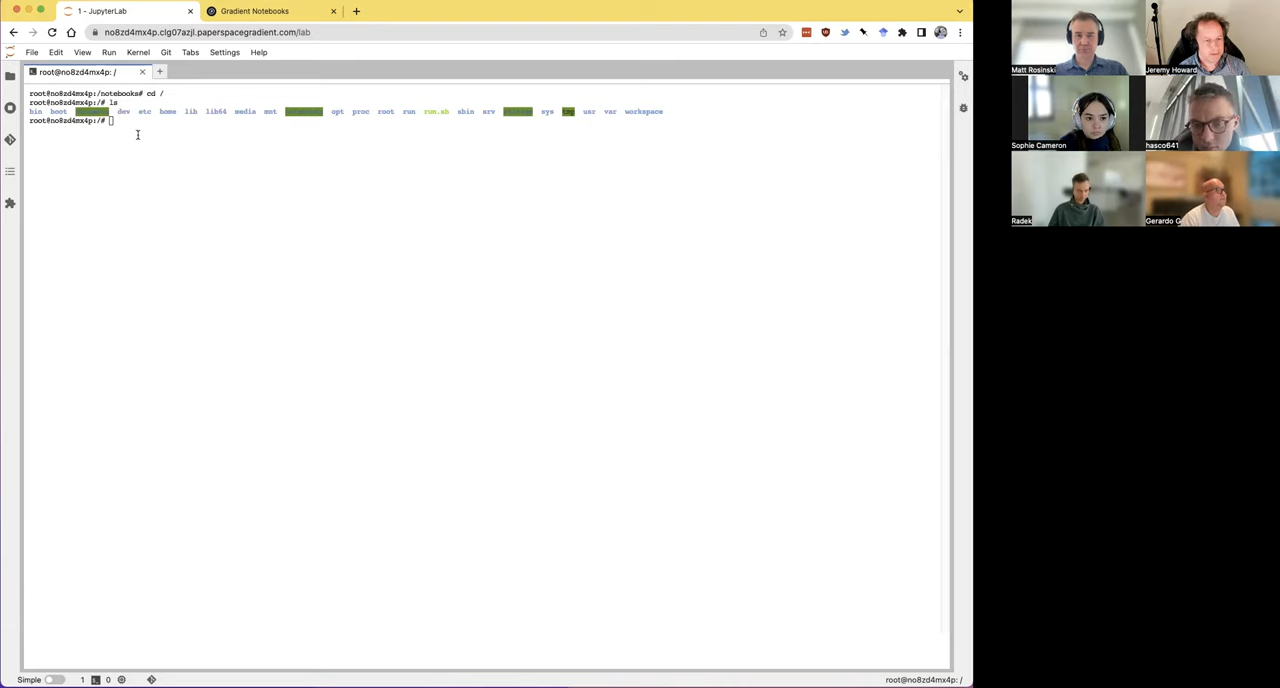 1 - JupyterLab
Gradient Notebooks
no8zd4mx4p.clg07azjl.paperspacegradient.com/lab
File Edit View Run Kernel Git Tabs Settings Help
root@no8zd4mx4p: /
root@no8zd4mx4p:/notebooks# cd /
root@no8zd4mx4p:/# ls
bin boot dev etc home lib lib64 media mnt opt proc root run run.sh sbin srv sys tmp usr var workspace
root@no8zd4mx4p:/#
Simple 1 0 root@no8zd4mx4p: /
Matt Rosinski
Jeremy Howard
Sophie Cameron
hasco641
Radek
Gerardo G